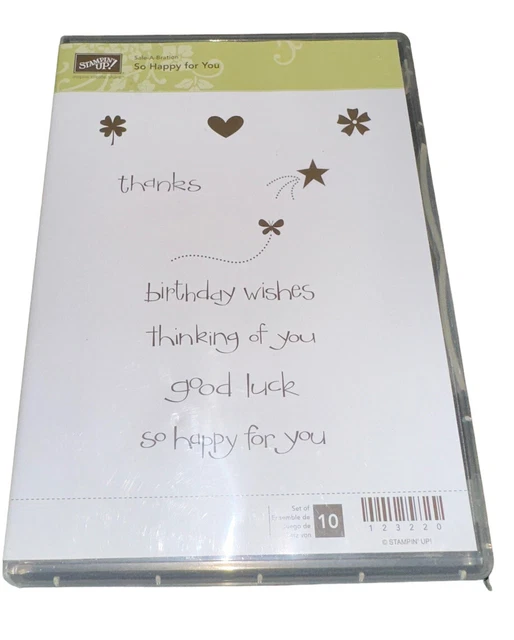 STAMPIN' UP!
Sale-A-Bration
So Happy for You
thanks
birthday wishes
thinking of you
good luck
so happy for you
Set of
de
10
123220
© STAMPIN' UP!